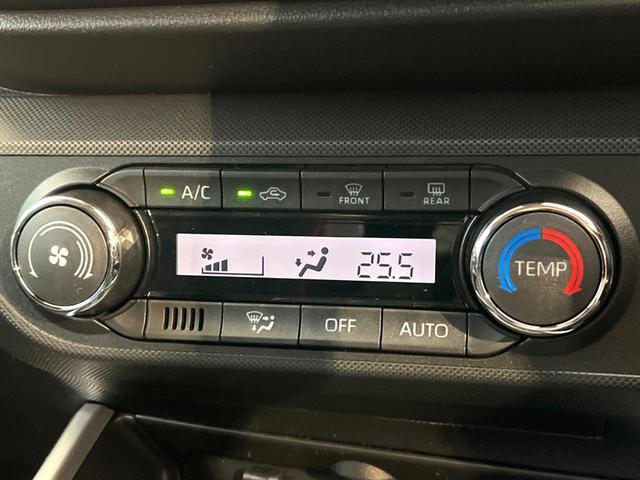 A/C
FRONT
REAR
25.5
TEMP
OFF
AUTO